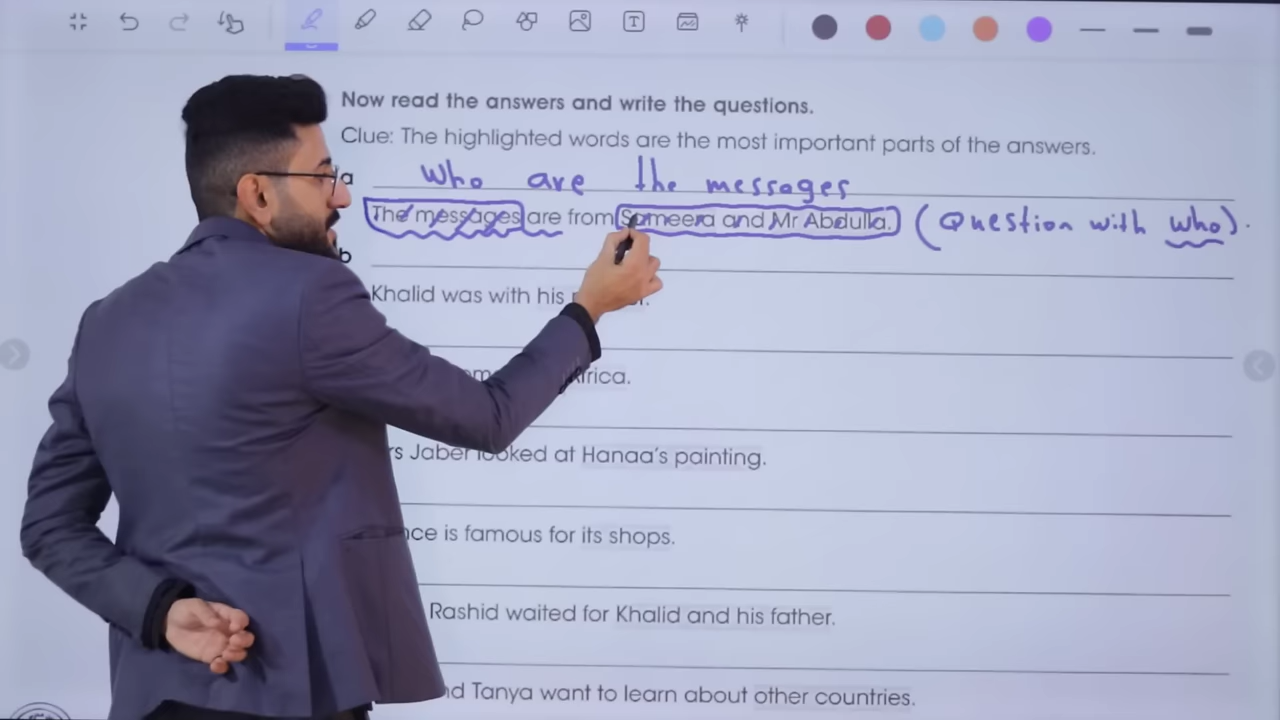 Now read the answers and write the questions.
Clue: The highlighted words are the most important parts of the answers.
a who are the messages
The messages are from Sameera and Mr Abdulla. (Question with who).
b
Khalid was with his
Africa.
Jaber looked at Hanaa's painting.
is famous for its shops.
Rashid waited for Khalid and his father.
Tanya want to learn about other countries.